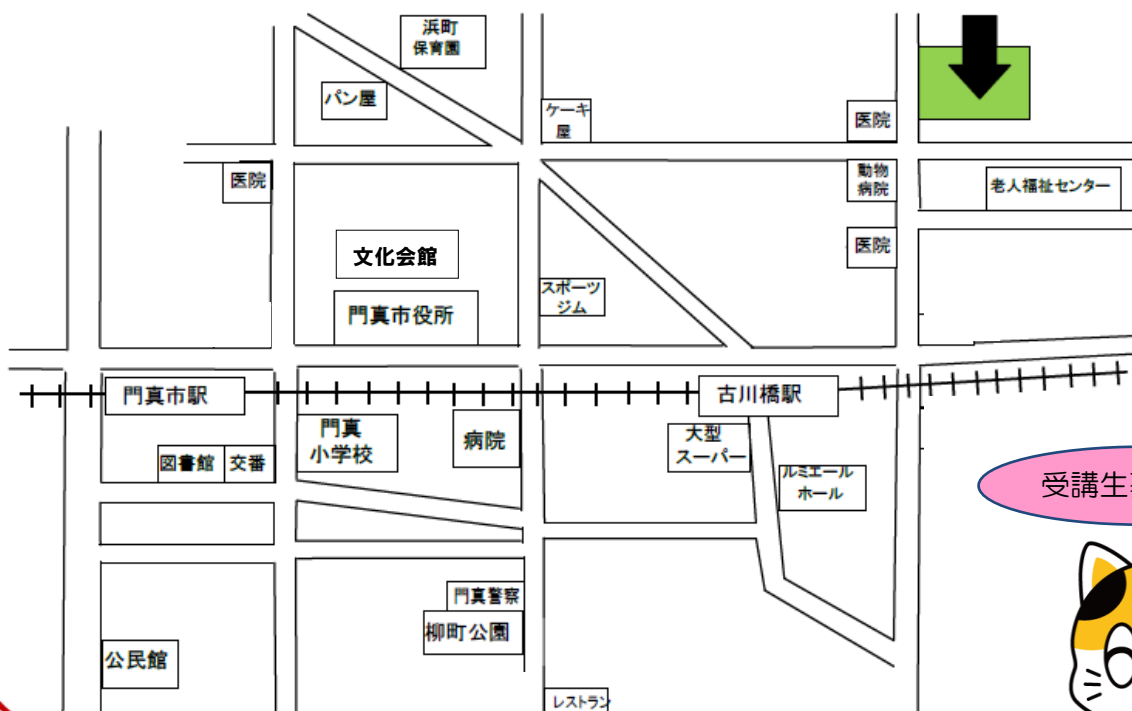 浜町
保育園
パン屋
ケーキ
屋
医院
医院
動物
病院
老人福祉センター
文化会館
医院
門真市役所
スポーツ
ジム
門真市駅
古川橋駅
門真
小学校
病院
大型
スーパー
図書館
交番
ルミエール
ホール
受講生
門真警察
柳町公園
公民館
レストラン